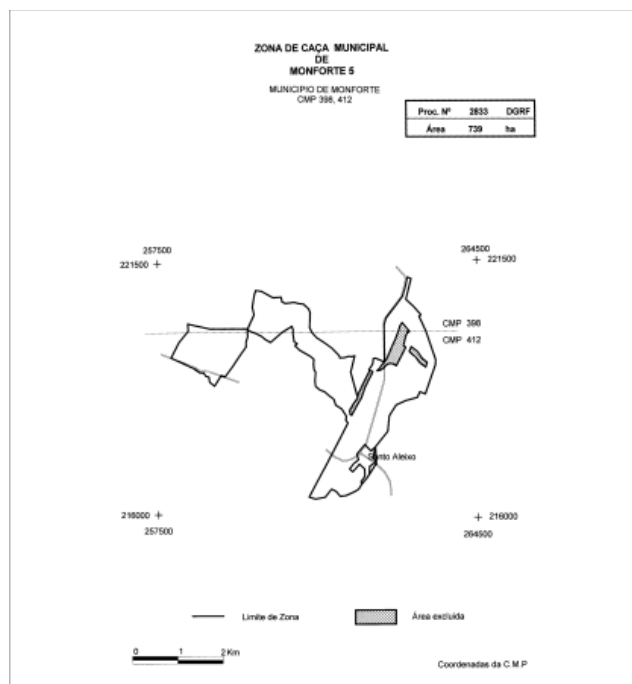 ZONA DE CAÇA MUNICIPAL
DE
MONFORTE 5
MUNICIPIO DE MONFORTE
CMP 398, 412
Proc. Nº 2833 DGRF
Área 739 ha
257500
221500
264500
221500
CMP 398
CMP 412
Santo Aleixo
216000
257500
216000
264500
Limite de Zona
Área excluida
0 1 2 Km
Coordenadas da C.M.P